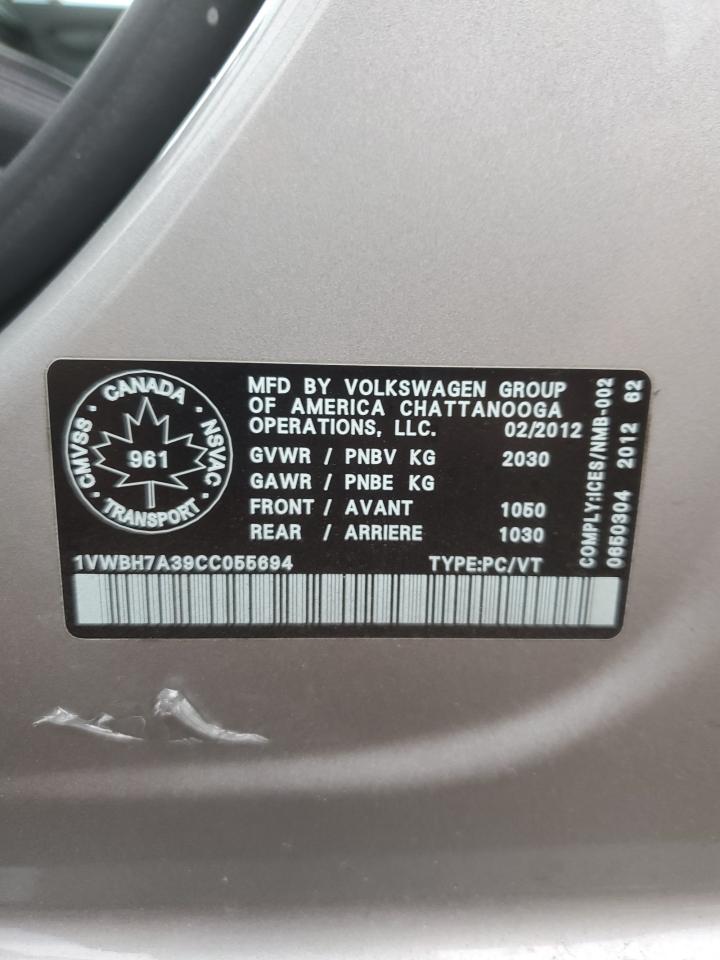 CANADA
CMVSS · NSVAC
961
TRANSPORT
MFD BY VOLKSWAGEN GROUP
OF AMERICA CHATTANOOGA
OPERATIONS, LLC. 02/2012
GVWR / PNBV KG 2030
GAWR / PNBE KG
FRONT / AVANT 1050
REAR / ARRIERE 1030
1VWBH7A39CC055694 TYPE:PC/VT
COMPLY:ICES/NMB-002
0650304 2012 62